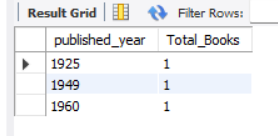 Result Grid Filter Rows:
published_year Total_Books
1925 1
1949 1
1960 1